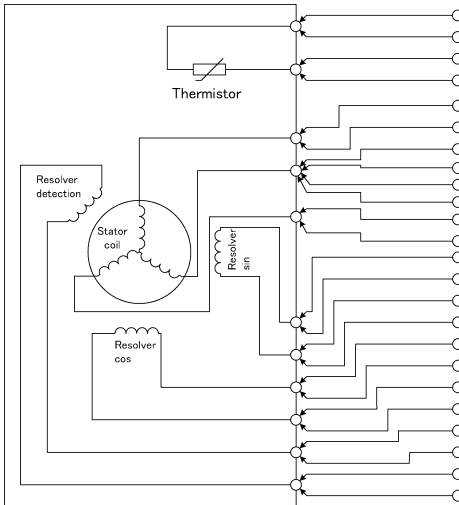 Thermistor
Resolver
detection
Stator
coil
Resolver
sin
Resolver
cos